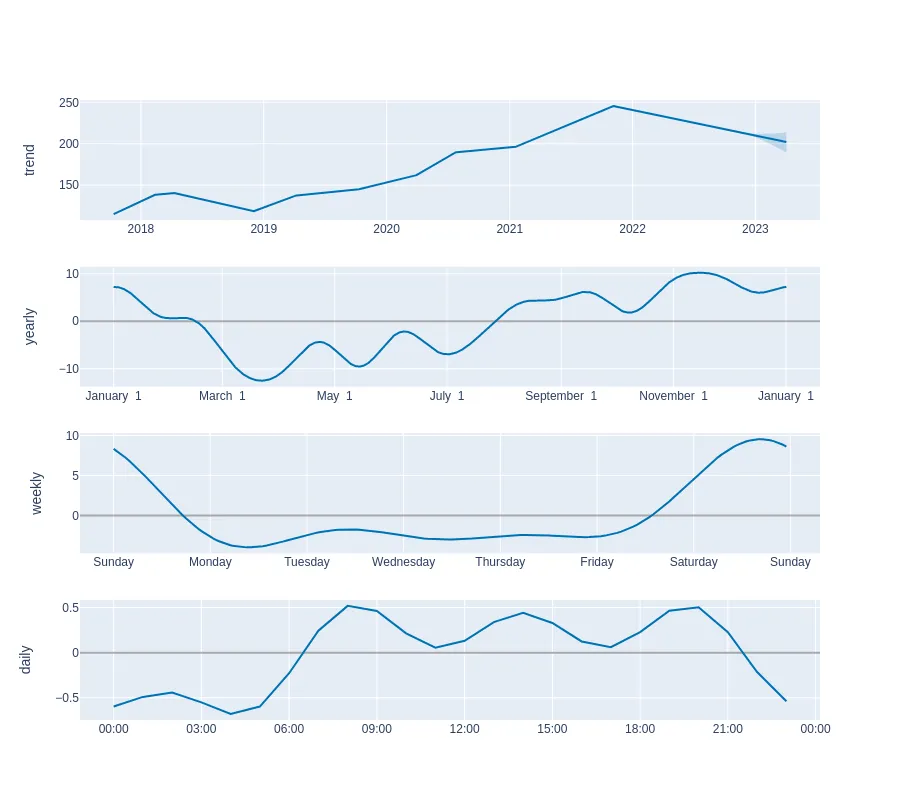 trend
250
200
150
2018 2019 2020 2021 2022 2023
yearly
10
0
−10
January 1 March 1 May 1 July 1 September 1 November 1 January 1
weekly
10
5
0
Sunday Monday Tuesday Wednesday Thursday Friday Saturday Sunday
daily
0.5
0
−0.5
00:00 03:00 06:00 09:00 12:00 15:00 18:00 21:00 00:00